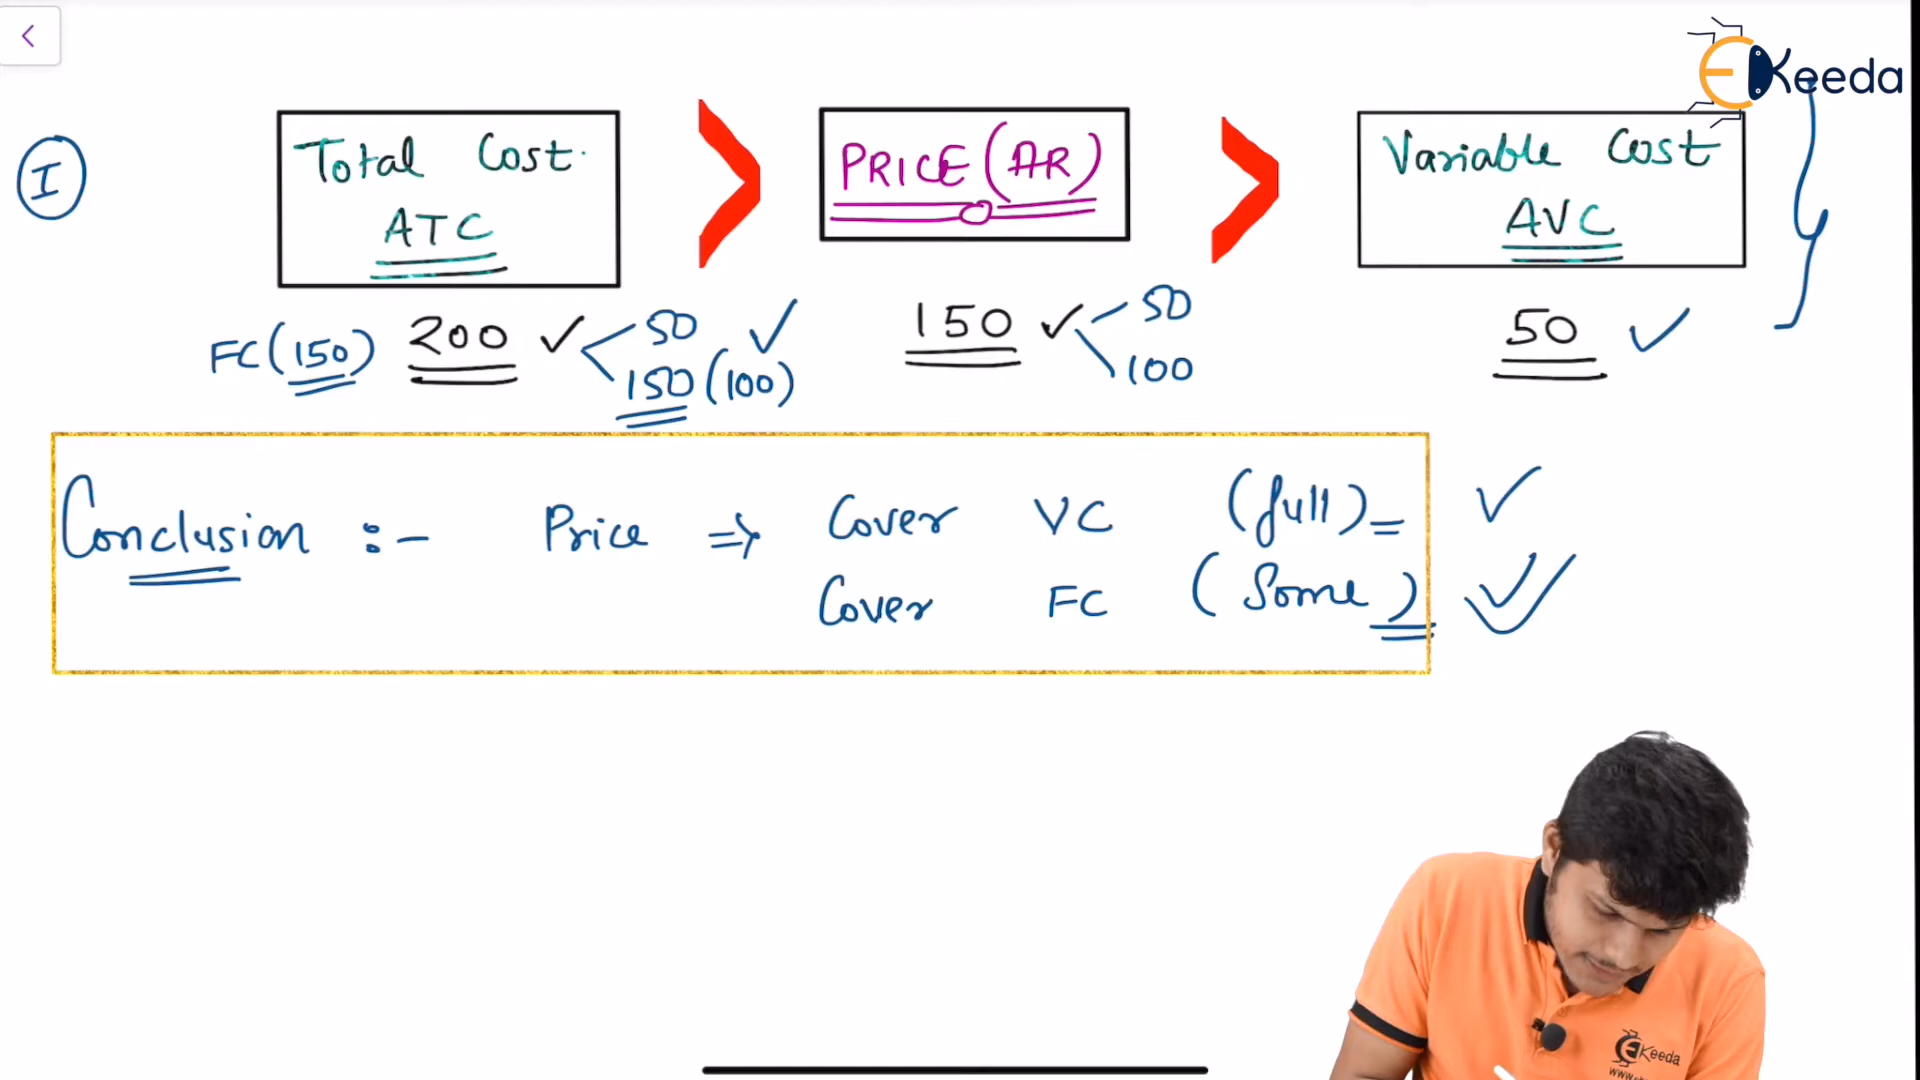 EKeeda
I
Total Cost.
ATC
>
PRICE (AR)
>
Variable Cost
AVC
FC (150) 200 ✓ 50 ✓
150 (100)
150 ✓ 50
100
50 ✓
Conclusion :- Price ⇒ Cover VC (full) = ✓
Cover FC (Some) ✓
EKeeda